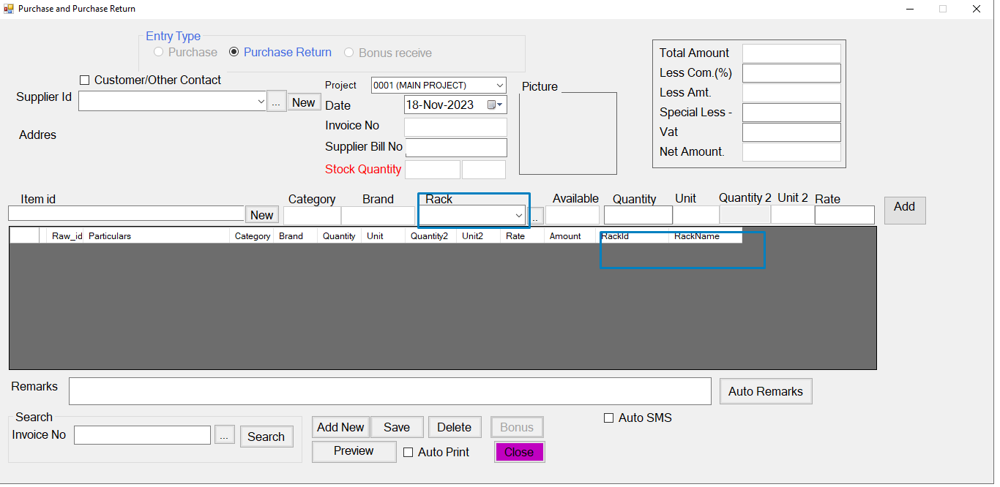 Purchase and Purchase Return
Entry Type
Purchase Purchase Return Bonus receive
Customer/Other Contact
Supplier Id ... New
Addres
Project 0001 (MAIN PROJECT)
Date 18-Nov-2023
Invoice No
Supplier Bill No
Stock Quantity
Picture
Total Amount
Less Com.(%)
Less Amt.
Special Less -
Vat
Net Amount.
Item id Category Brand Rack Available Quantity Unit Quantity 2 Unit 2 Rate
New .. Add
Raw_id Particulars Category Brand Quantity Unit Quantity2 Unit2 Rate Amount RackId RackName
Remarks Auto Remarks
Search
Invoice No ... Search
Add New Save Delete Bonus
Preview Auto Print Close
Auto SMS